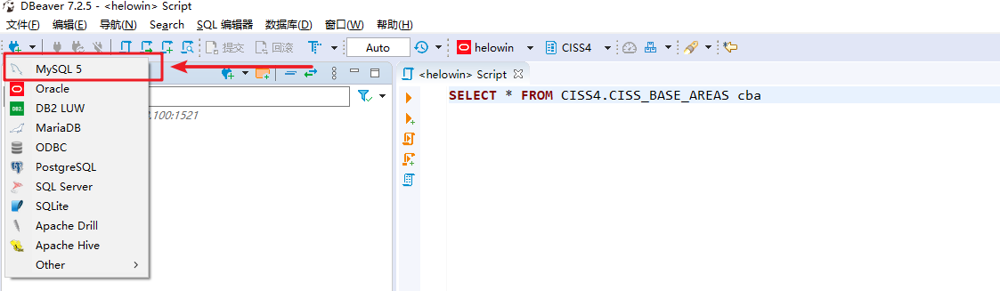 DBeaver 7.2.5 - <helowin> Script
文件(F) 编辑(E) 导航(N) Search SQL 编辑器 数据库(D) 窗口(W) 帮助(H)
提交 回滚 Auto helowin CISS4
MySQL 5
Oracle
DB2 LUW
MariaDB
ODBC
PostgreSQL
SQL Server
SQLite
Apache Drill
Apache Hive
Other
.100:1521
<helowin> Script
SELECT * FROM CISS4.CISS_BASE_AREAS cba